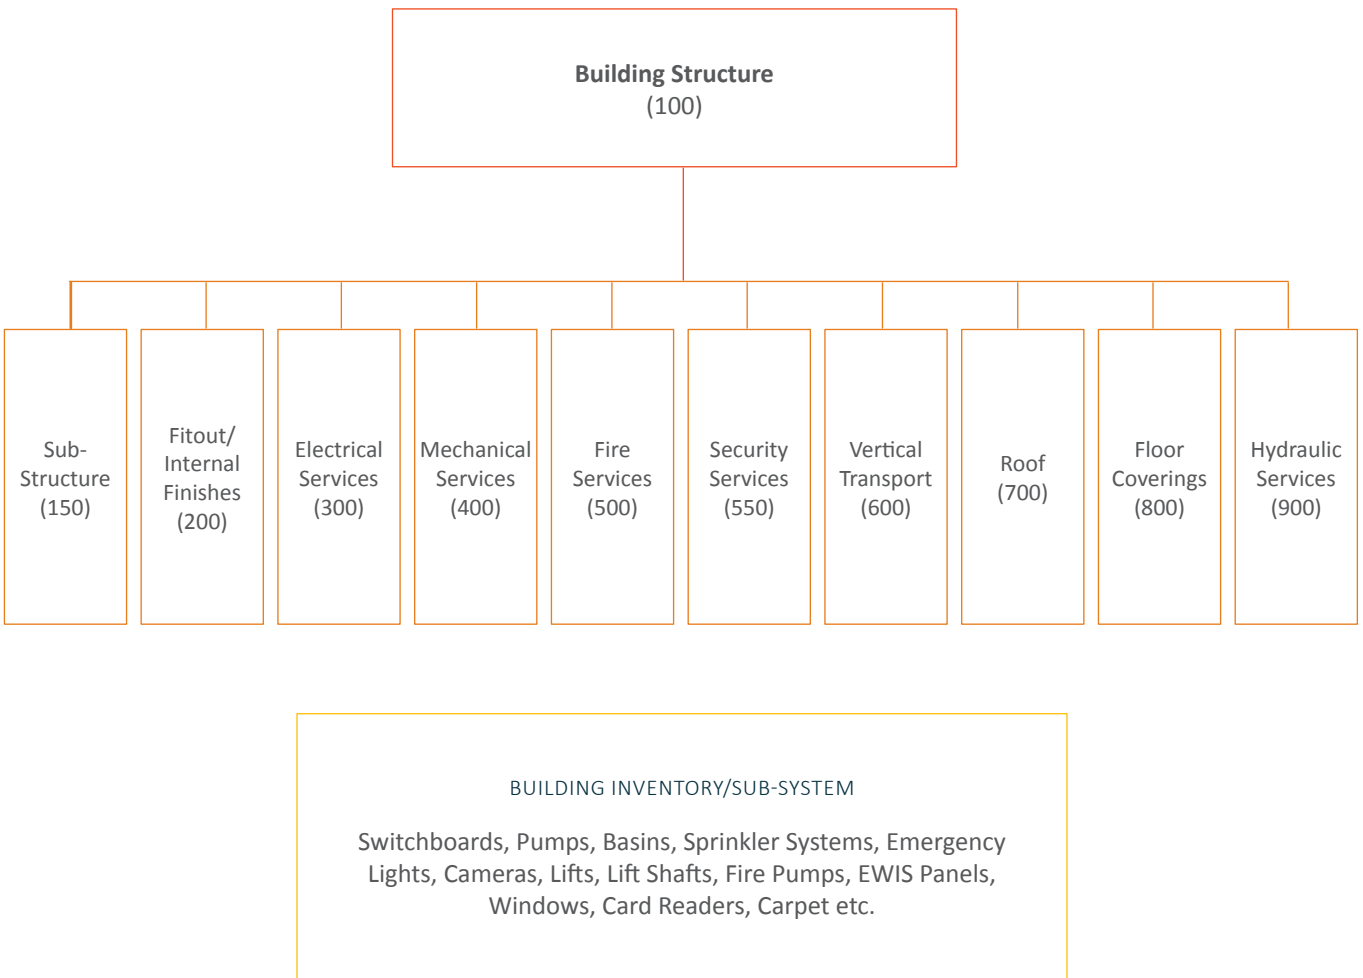 Building Structure
(100)
Sub-
Structure
(150)
Fitout/
Internal
Finishes
(200)
Electrical
Services
(300)
Mechanical
Services
(400)
Fire
Services
(500)
Security
Services
(550)
Vertical
Transport
(600)
Roof
(700)
Floor
Coverings
(800)
Hydraulic
Services
(900)
BUILDING INVENTORY/SUB-SYSTEM
Switchboards, Pumps, Basins, Sprinkler Systems, Emergency
Lights, Cameras, Lifts, Lift Shafts, Fire Pumps, EWIS Panels,
Windows, Card Readers, Carpet etc.